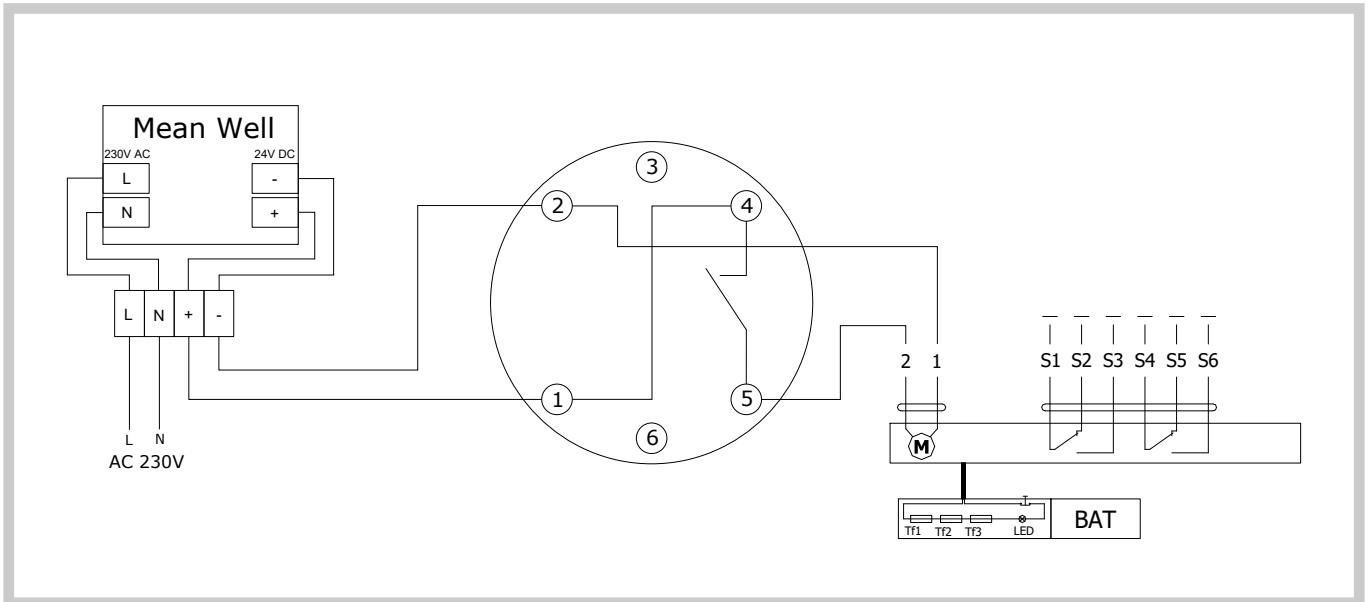 Mean Well
230V AC 24V DC
L -
N +
L N + -
L N
AC 230V
3
2 4
1 5
6
2 1
S1 S2 S3 S4 S5 S6
M
Tf1 Tf2 Tf3 LED
BAT